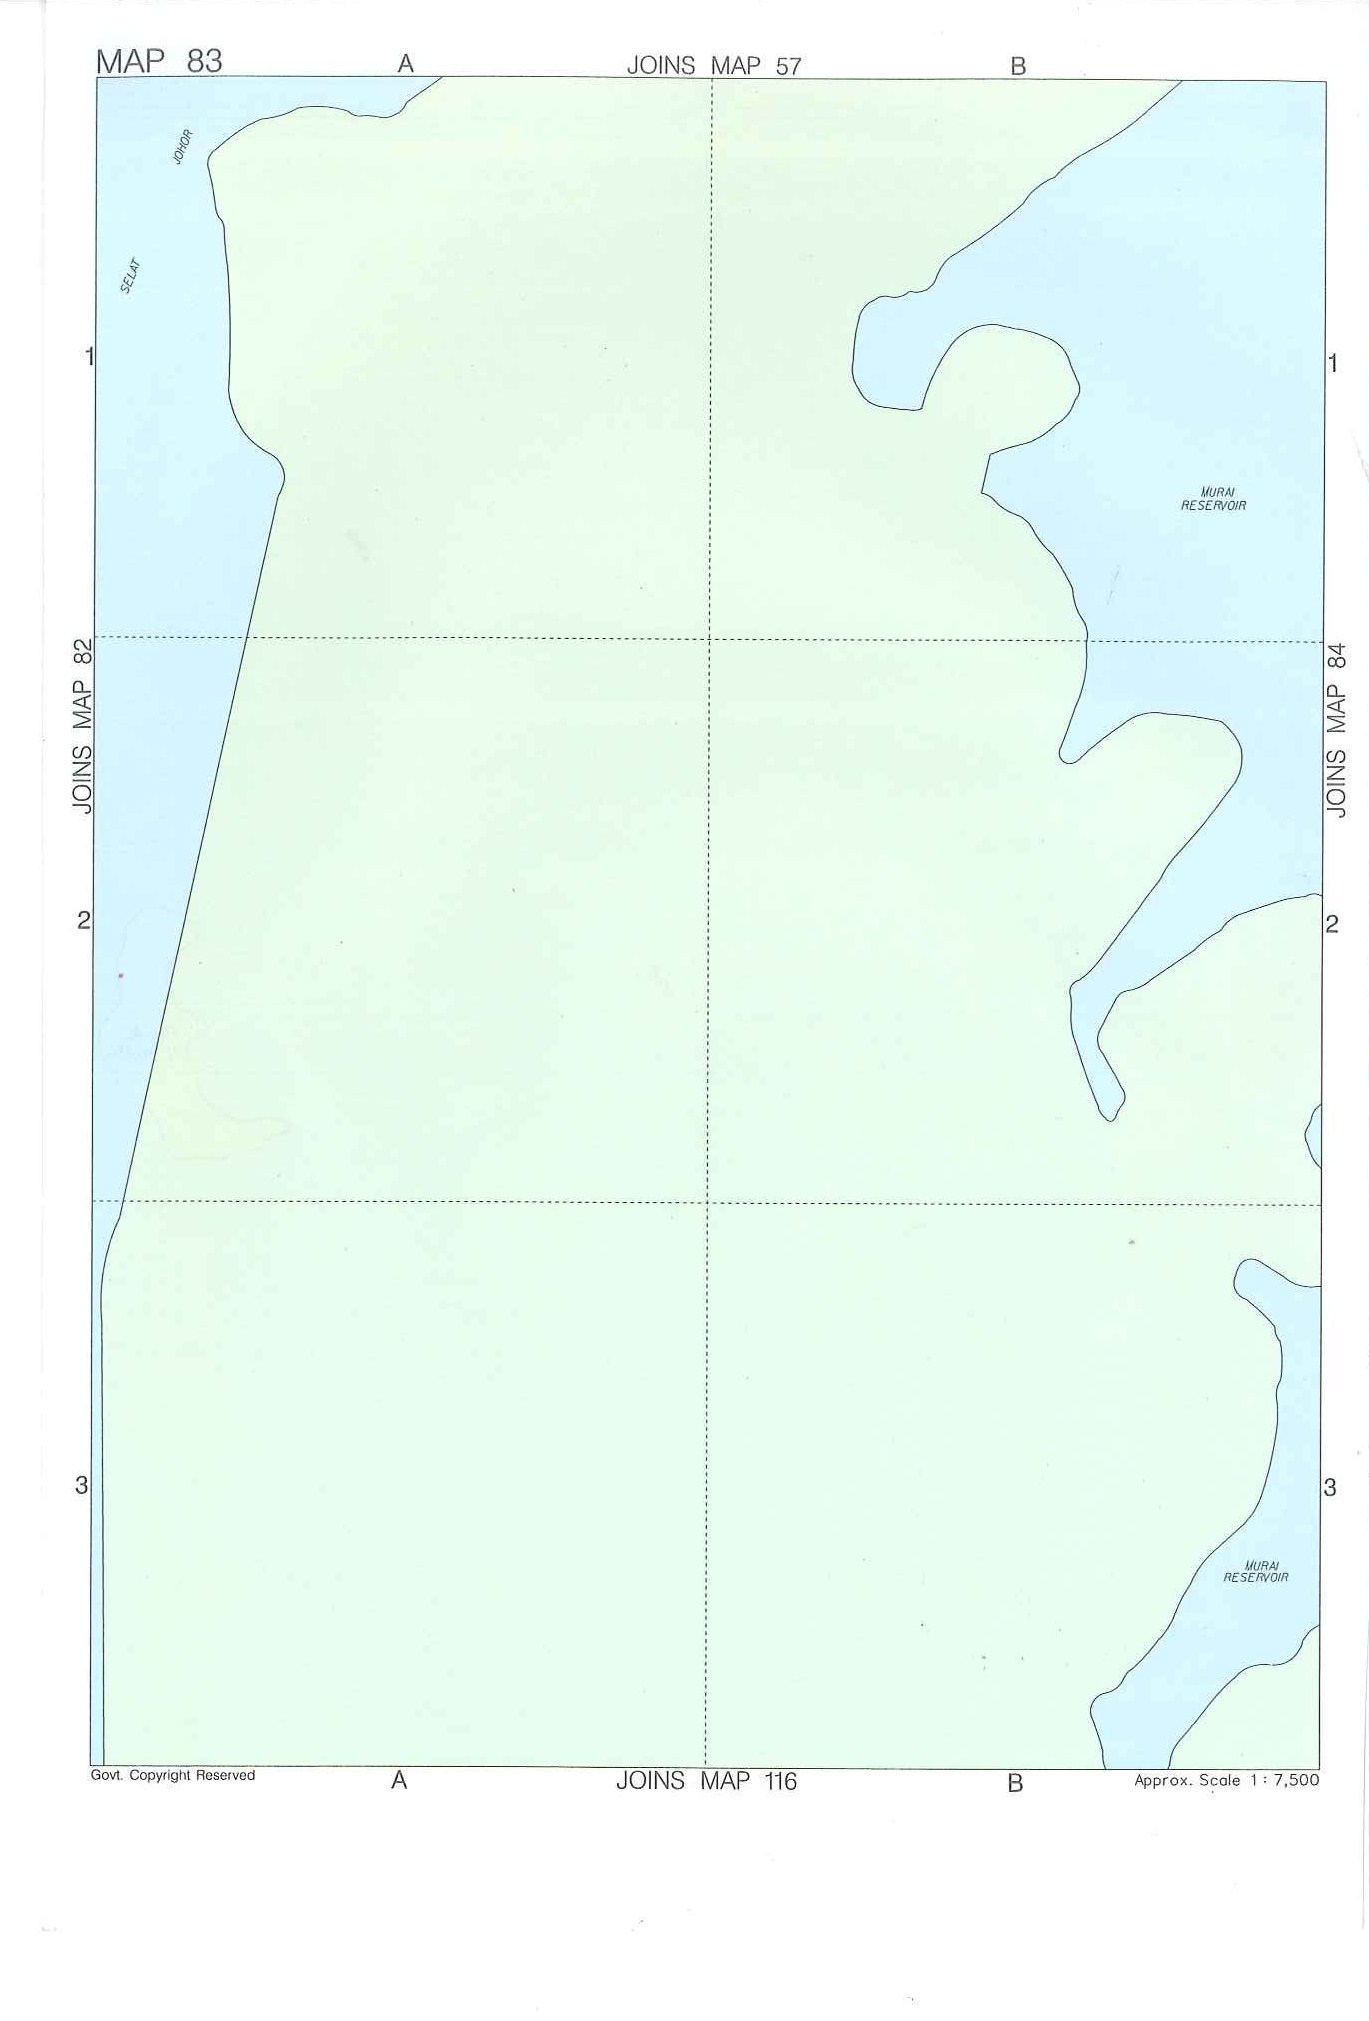 MAP 83
A
JOINS MAP 57
B
JOHOR
SELAT
1
1
MURAI
RESERVOIR
JOINS MAP 82
JOINS MAP 84
2
2
3
3
MURAI
RESERVOIR
Govt. Copyright Reserved
A
JOINS MAP 116
B
Approx. Scale 1 : 7,500